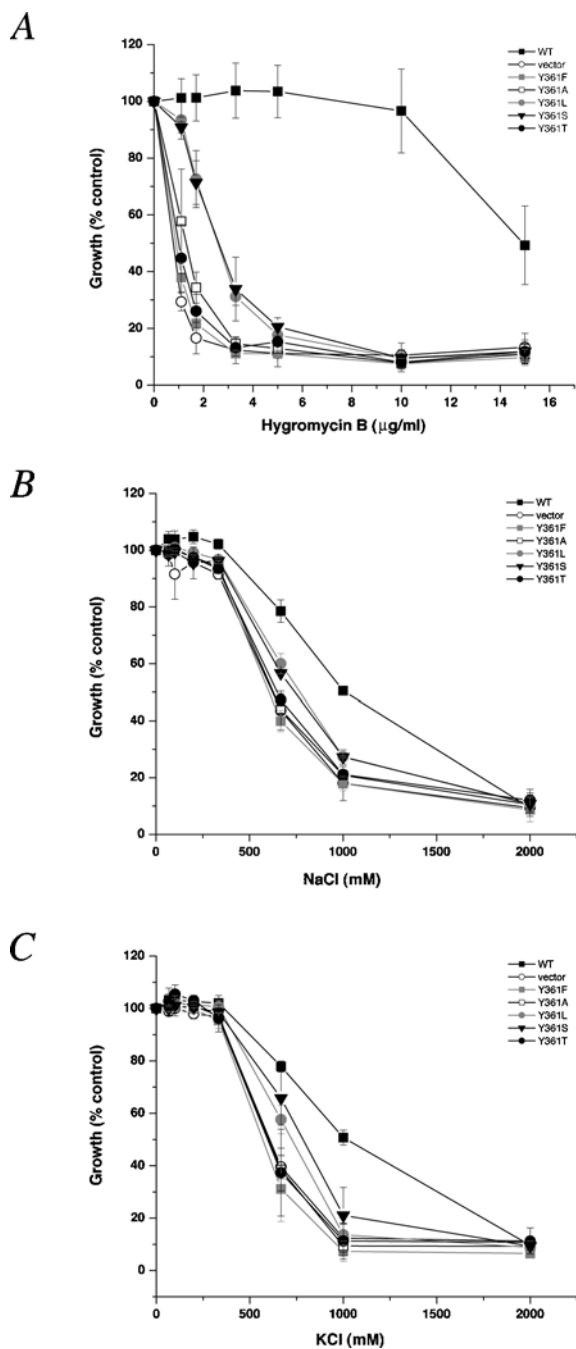 A
120
100
80
60
40
20
0
Growth (% control)
0 2 4 6 8 10 12 14 16
Hygromycin B (μg/ml)
WT
vector
Y361F
Y361A
Y361L
Y361S
Y361T
B
120
100
80
60
40
20
0
Growth (% control)
0 500 1000 1500 2000
NaCl (mM)
WT
vector
Y361F
Y361A
Y361L
Y361S
Y361T
C
120
100
80
60
40
20
0
Growth (% control)
0 500 1000 1500 2000
KCl (mM)
WT
vector
Y361F
Y361A
Y361L
Y361S
Y361T